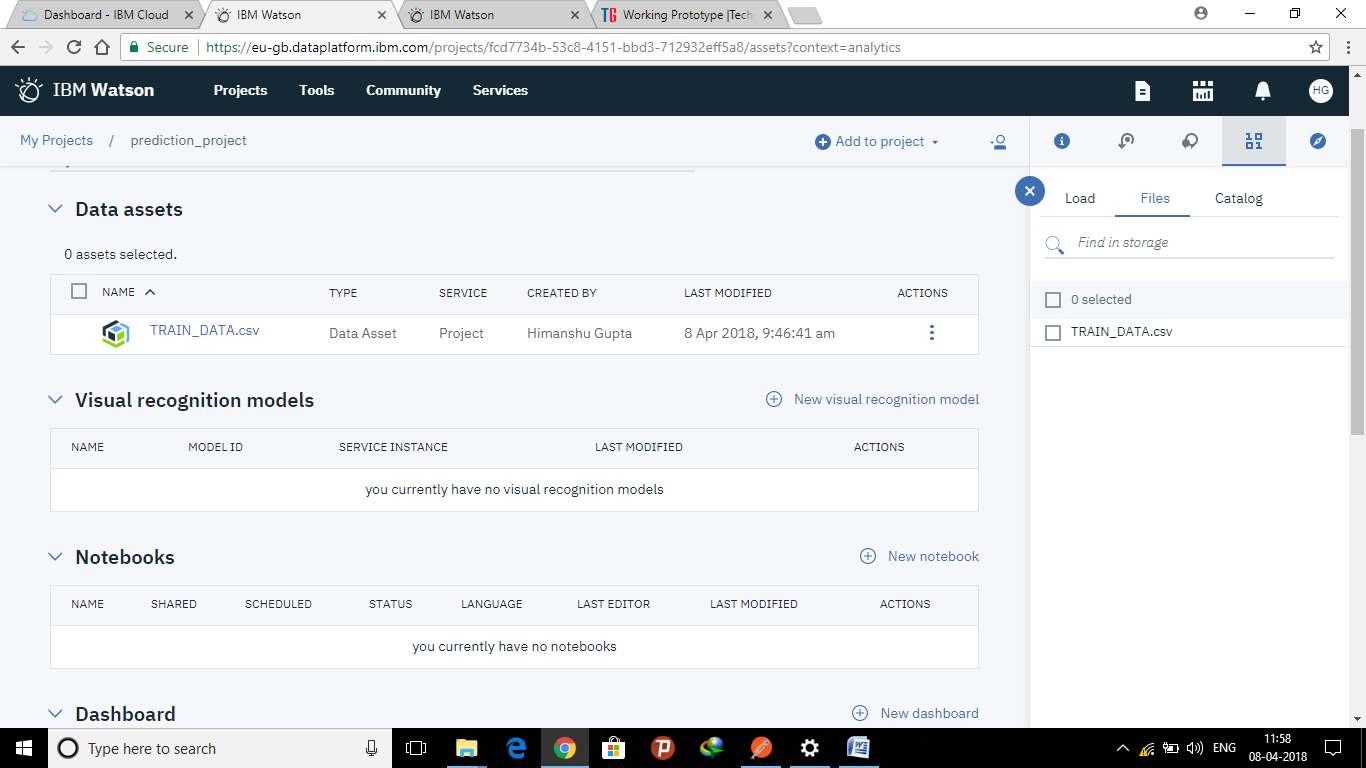 Dashboard - IBM Cloud
IBM Watson
IBM Watson
TG Working Prototype |Tech
Secure https://eu-gb.dataplatform.ibm.com/projects/fcd7734b-53c8-4151-bbd3-712932eff5a8/assets?context=analytics
IBM Watson Projects Tools Community Services HG
My Projects / prediction_project Add to project
Load Files Catalog
Find in storage
0 selected
TRAIN_DATA.csv
Data assets
0 assets selected.
NAME TYPE SERVICE CREATED BY LAST MODIFIED ACTIONS
TRAIN_DATA.csv Data Asset Project Himanshu Gupta 8 Apr 2018, 9:46:41 am
Visual recognition models New visual recognition model
NAME MODEL ID SERVICE INSTANCE LAST MODIFIED ACTIONS
you currently have no visual recognition models
Notebooks New notebook
NAME SHARED SCHEDULED STATUS LANGUAGE LAST EDITOR LAST MODIFIED ACTIONS
you currently have no notebooks
Dashboard New dashboard
Type here to search
ENG
11:58
08-04-2018